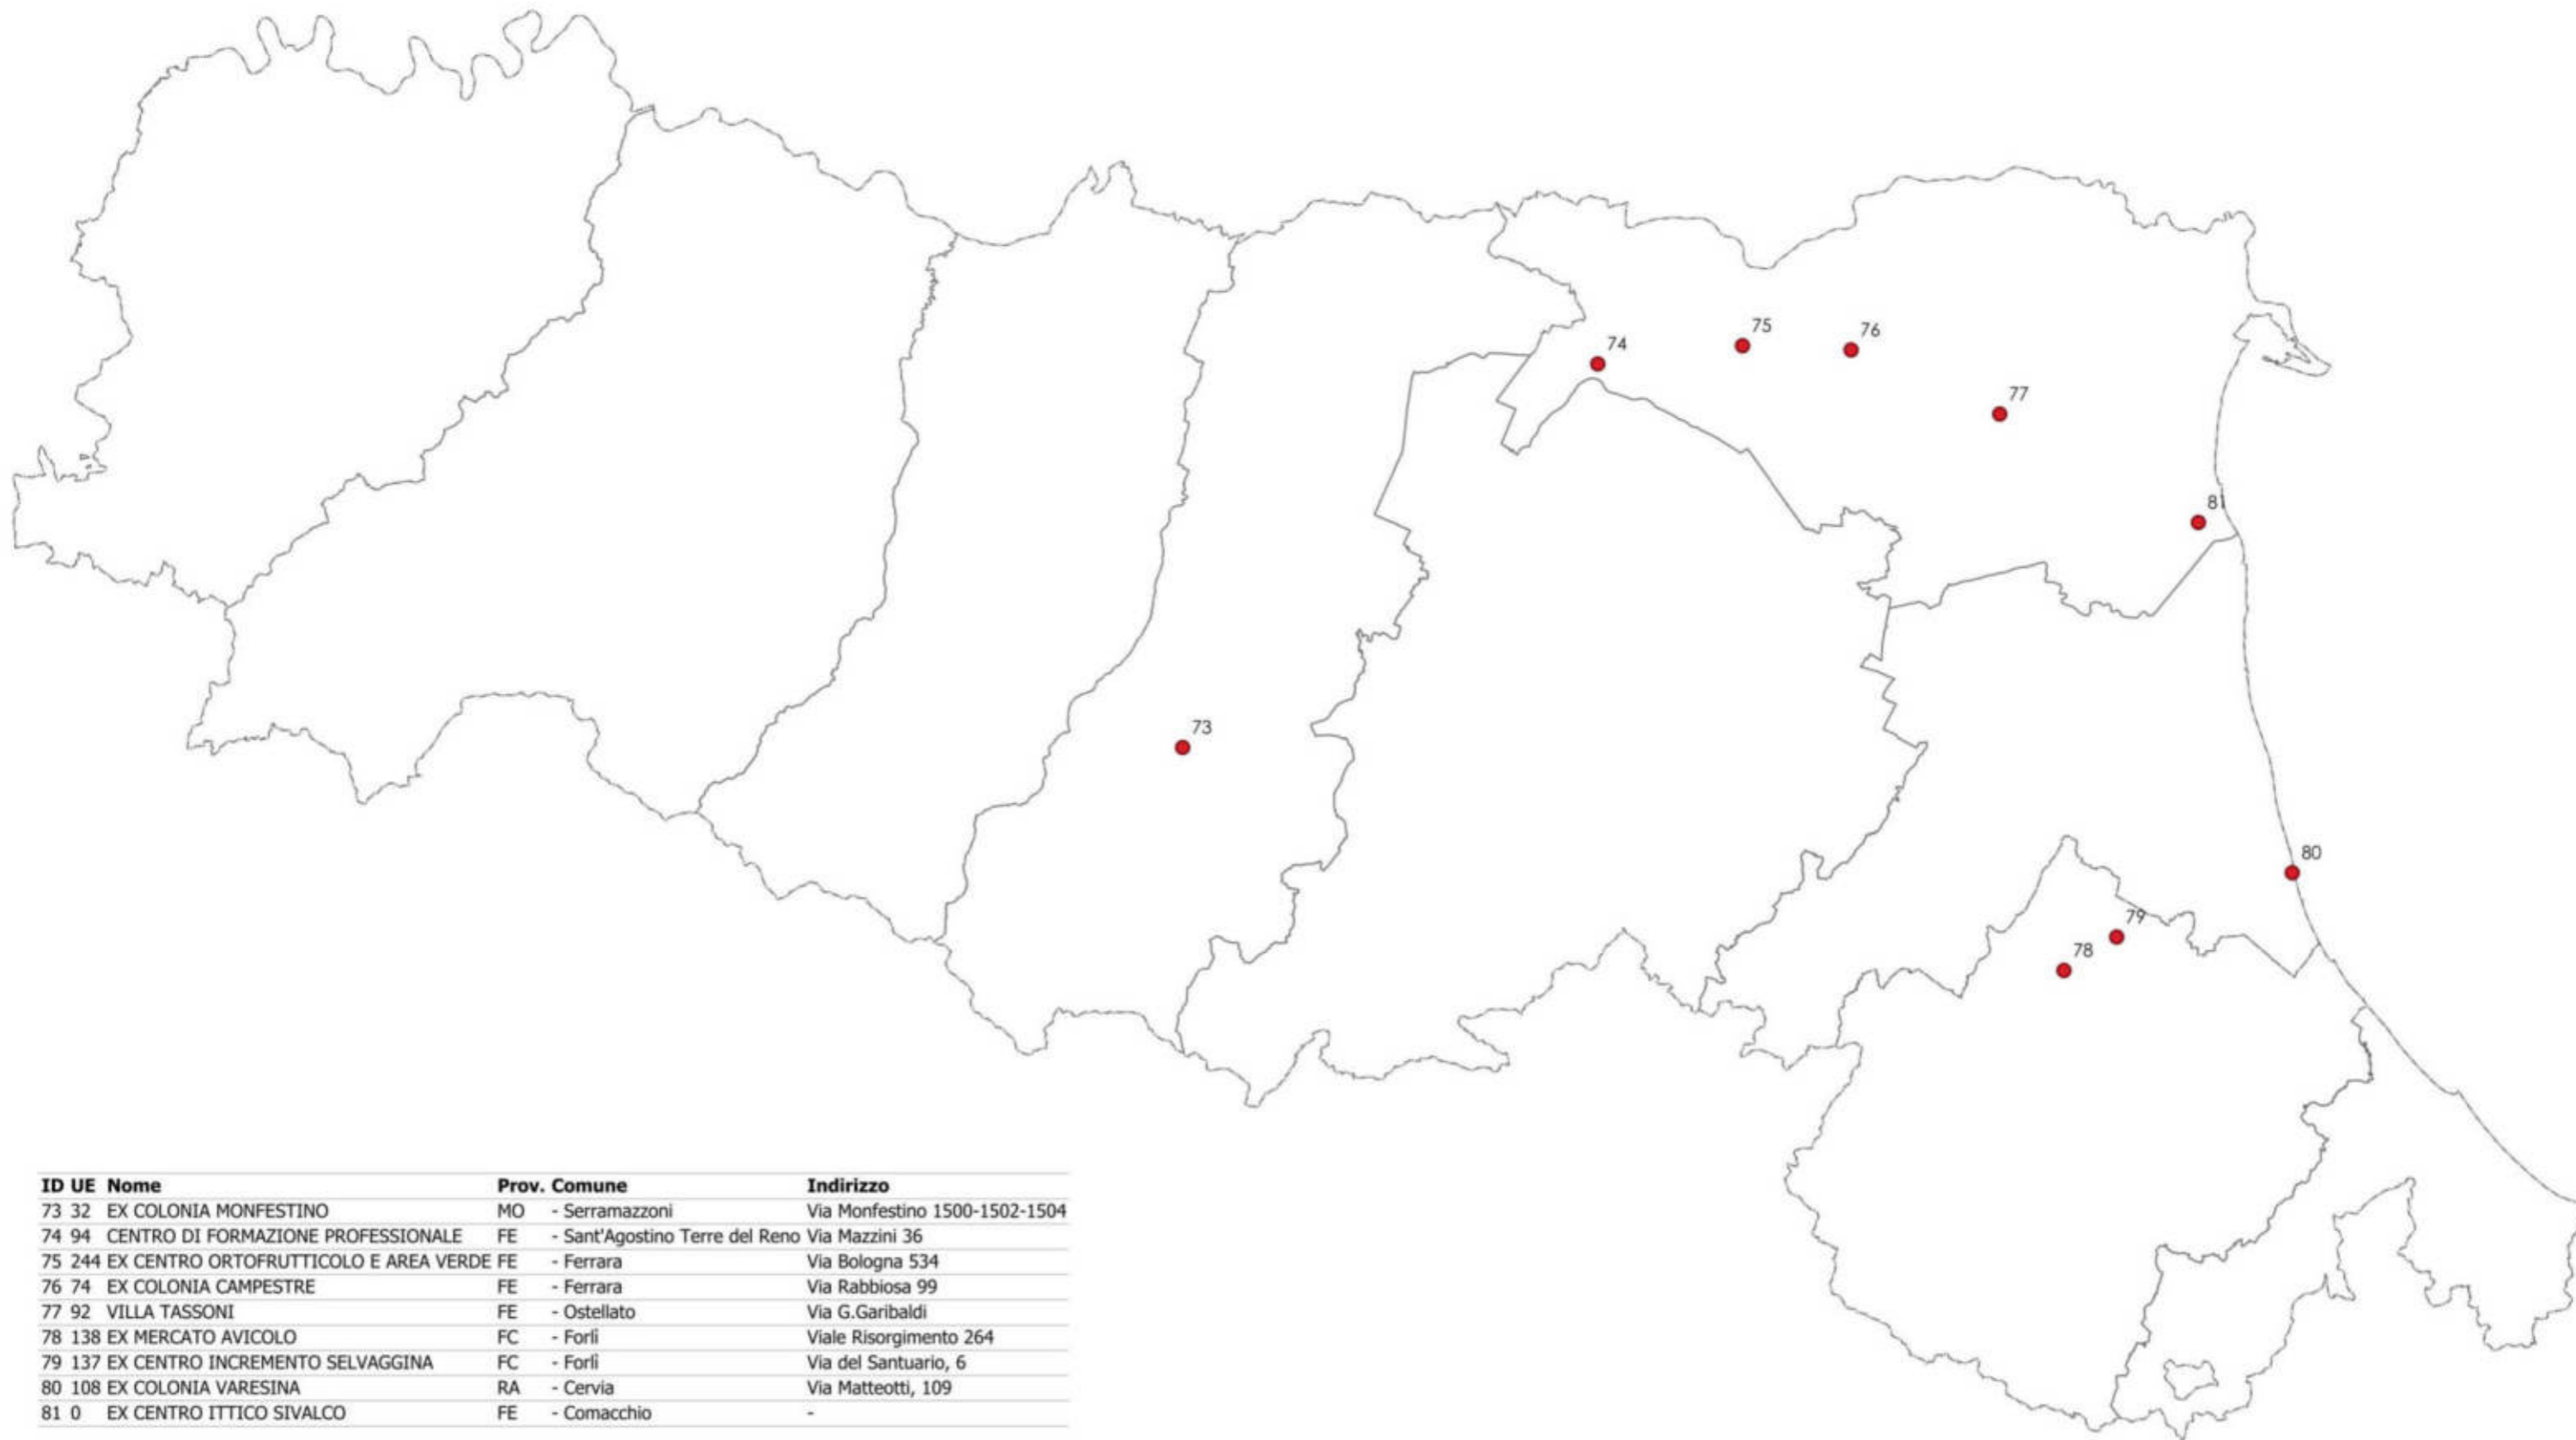 75
76
74
77
81
73
80
79
78
ID UE Nome Prov. Comune Indirizzo
73 32 EX COLONIA MONFESTINO MO - Serramazzoni Via Monfestino 1500-1502-1504
74 94 CENTRO DI FORMAZIONE PROFESSIONALE FE - Sant'Agostino Terre del Reno Via Mazzini 36
75 244 EX CENTRO ORTOFRUTTICOLO E AREA VERDE FE - Ferrara Via Bologna 534
76 74 EX COLONIA CAMPESTRE FE - Ferrara Via Rabbiosa 99
77 92 VILLA TASSONI FE - Ostellato Via G.Garibaldi
78 138 EX MERCATO AVICOLO FC - Forlì Viale Risorgimento 264
79 137 EX CENTRO INCREMENTO SELVAGGINA FC - Forlì Via del Santuario, 6
80 108 EX COLONIA VARESINA RA - Cervia Via Matteotti, 109
81 0 EX CENTRO ITTICO SIVALCO FE - Comacchio -